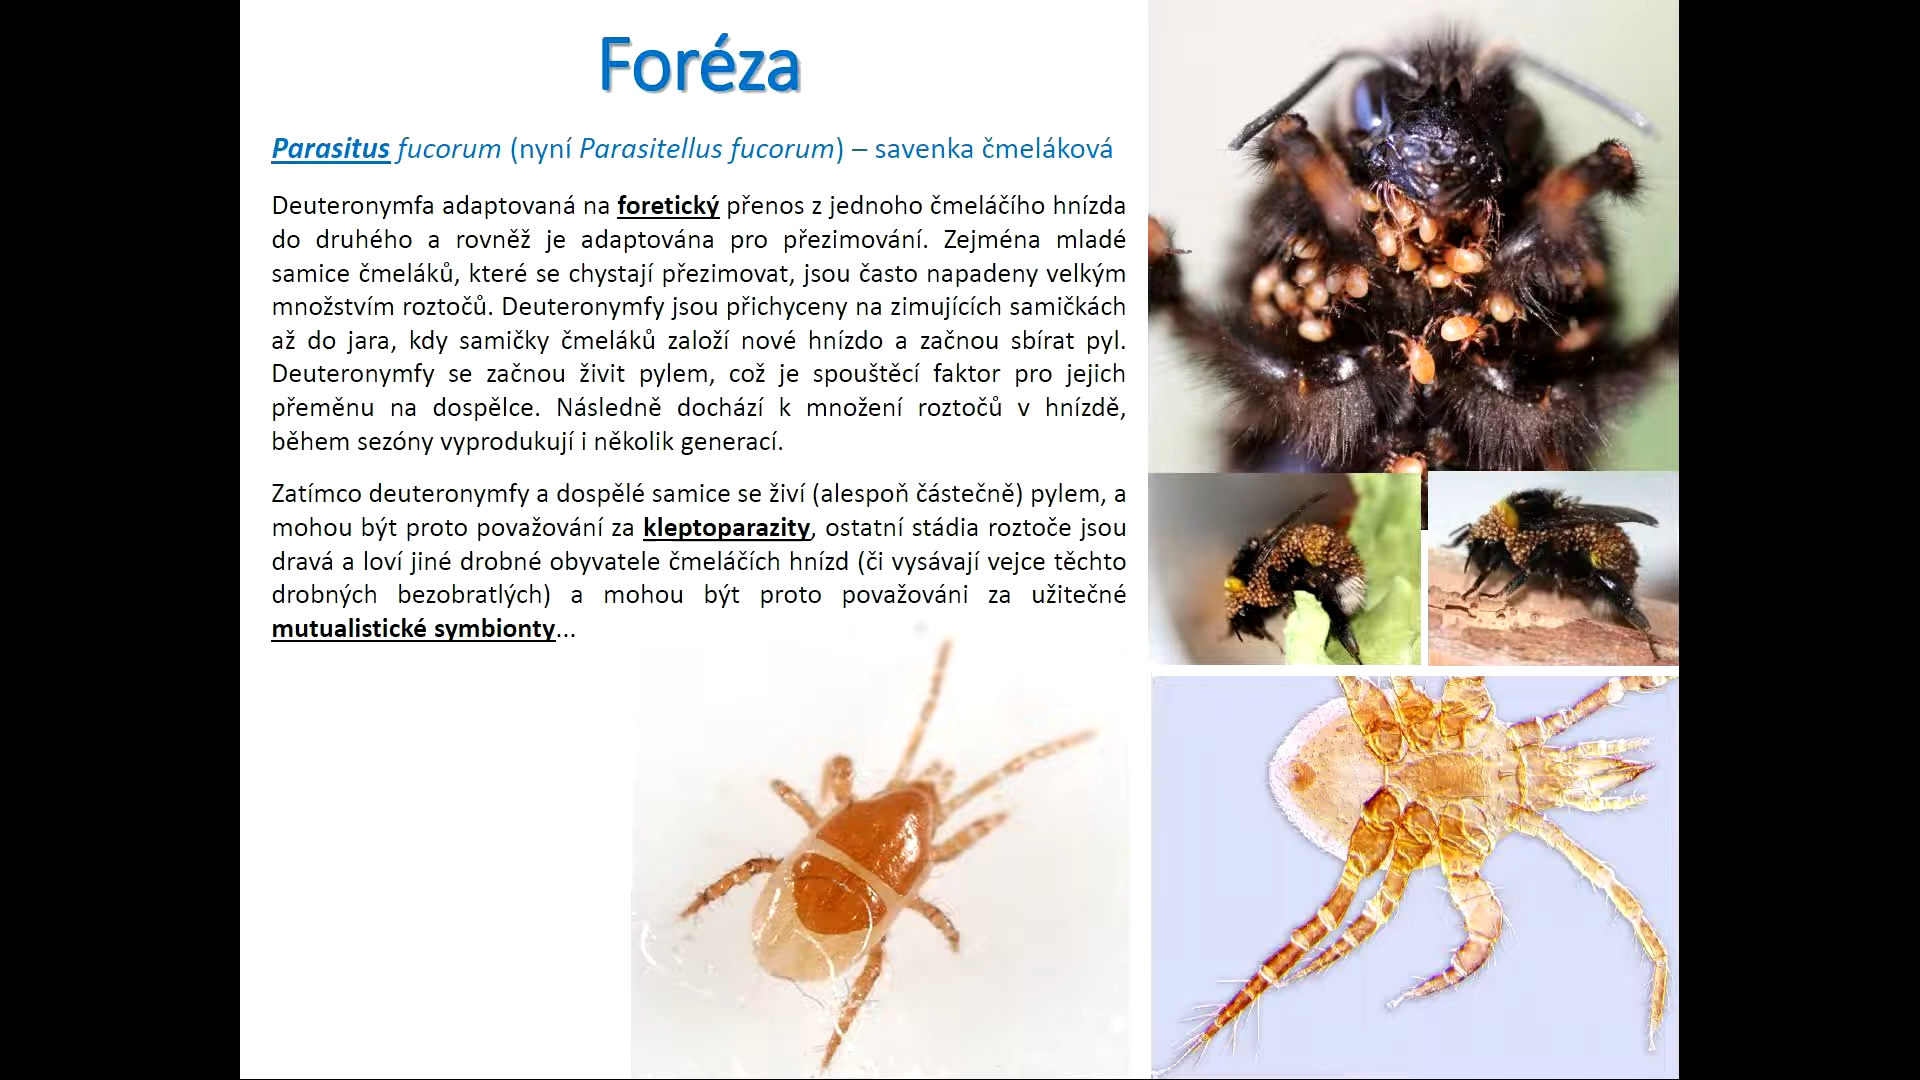 Foréza
Parasitus fucorum (nyní Parasitellus fucorum) – savenka čmeláková
Deuteronymfa adaptovaná na foretický přenos z jednoho čmeláčího hnízda
do druhého a rovněž je adaptována pro přezimování. Zejména mladé
samice čmeláků, které se chystají přezimovat, jsou často napadeny velkým
množstvím roztočů. Deuteronymfy jsou přichyceny na zimujících samičkách
až do jara, kdy samičky čmeláků založí nové hnízdo a začnou sbírat pyl.
Deuteronymfy se začnou živit pylem, což je spouštěcí faktor pro jejich
přeměnu na dospělce. Následně dochází k množení roztočů v hnízdě,
během sezóny vyprodukují i několik generací.
Zatímco deuteronymfy a dospělé samice se živí (alespoň částečně) pylem, a
mohou být proto považování za kleptoparazity, ostatní stádia roztoče jsou
dravá a loví jiné drobné obyvatele čmeláčích hnízd (či vysávají vejce těchto
drobných bezobratlých) a mohou být proto považováni za užitečné
mutualistické symbionty...